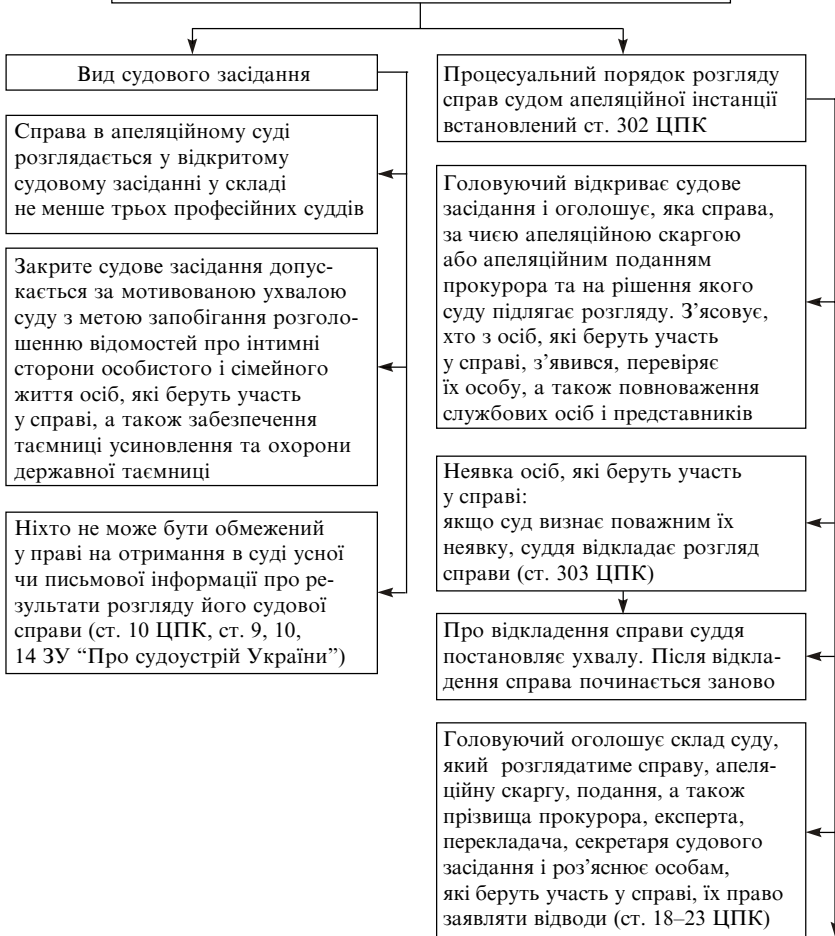 Вид судового засідання
Справа в апеляційному суді
розглядається у відкритому
судовому засіданні у складі
не менше трьох професійних суддів
Закрите судове засідання допус-
кається за мотивованою ухвалою
суду з метою запобігання розголо-
шенню відомостей про інтимні
сторони особистого і сімейного
життя осіб, які беруть участь
у справі, а також забезпечення
таємниці усиновлення та охорони
державної таємниці
Ніхто не може бути обмежений
у праві на отримання в суді усної
чи письмової інформації про ре-
зультати розгляду його судової
справи (ст. 10 ЦПК, ст. 9, 10,
14 ЗУ “Про судоустрій України”)
Процесуальний порядок розгляду
справ судом апеляційної інстанції
встановлений ст. 302 ЦПК
Головуючий відкриває судове
засідання і оголошує, яка справа,
за чиєю апеляційною скаргою
або апеляційним поданням
прокурора та на рішення якого
суду підлягає розгляду. З’ясовує,
хто з осіб, які беруть участь
у справі, з’явився, перевіряє
їх особу, а також повноваження
службових осіб і представників
Неявка осіб, які беруть участь
у справі:
якщо суд визнає поважним їх
неявку, суддя відкладає розгляд
справи (ст. 303 ЦПК)
Про відкладення справи суддя
постановляє ухвалу. Після відкла-
дення справа починається заново
Головуючий оголошує склад суду,
який розглядатиме справу, апеля-
ційну скаргу, подання, а також
прізвища прокурора, експерта,
перекладача, секретаря судового
засідання і роз’яснює особам,
які беруть участь у справі, їх право
заявляти відводи (ст. 18–23 ЦПК)